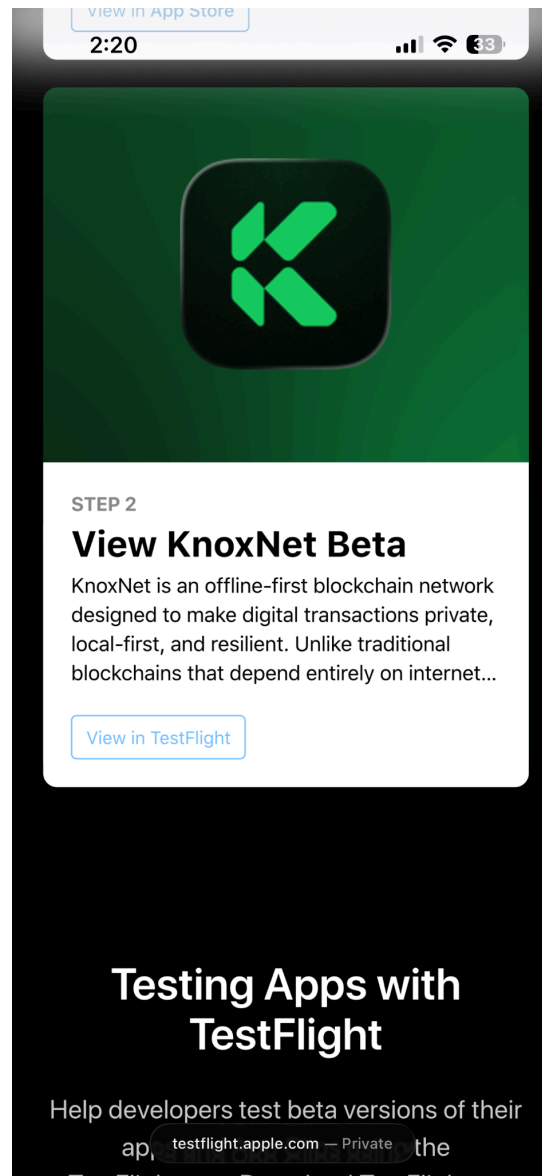 View in App Store
2:20
33
STEP 2
View KnoxNet Beta
KnoxNet is an offline-first blockchain network
designed to make digital transactions private,
local-first, and resilient. Unlike traditional
blockchains that depend entirely on internet...
View in TestFlight
Testing Apps with
TestFlight
Help developers test beta versions of their
the
testflight.apple.com — Private